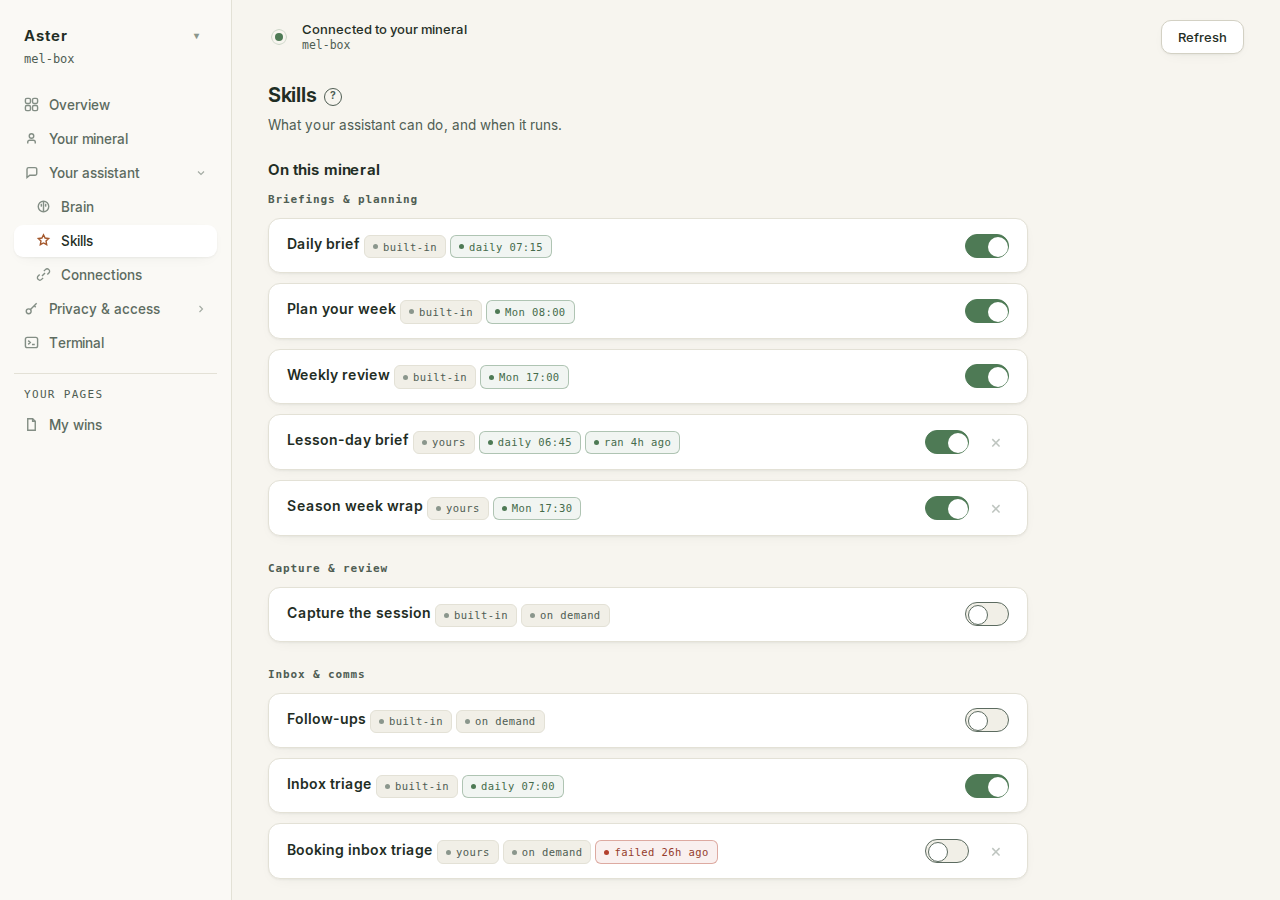 Aster
mel-box
Overview
Your mineral
Your assistant
Brain
Skills
Connections
Privacy & access
Terminal
YOUR PAGES
My wins
Connected to your mineral
mel-box
Refresh
Skills ?
What your assistant can do, and when it runs.
On this mineral
Briefings & planning
Daily brief built-in daily 07:15
Plan your week built-in Mon 08:00
Weekly review built-in Mon 17:00
Lesson-day brief yours daily 06:45 ran 4h ago
Season week wrap yours Mon 17:30
Capture & review
Capture the session built-in on demand
Inbox & comms
Follow-ups built-in on demand
Inbox triage built-in daily 07:00
Booking inbox triage yours on demand failed 26h ago